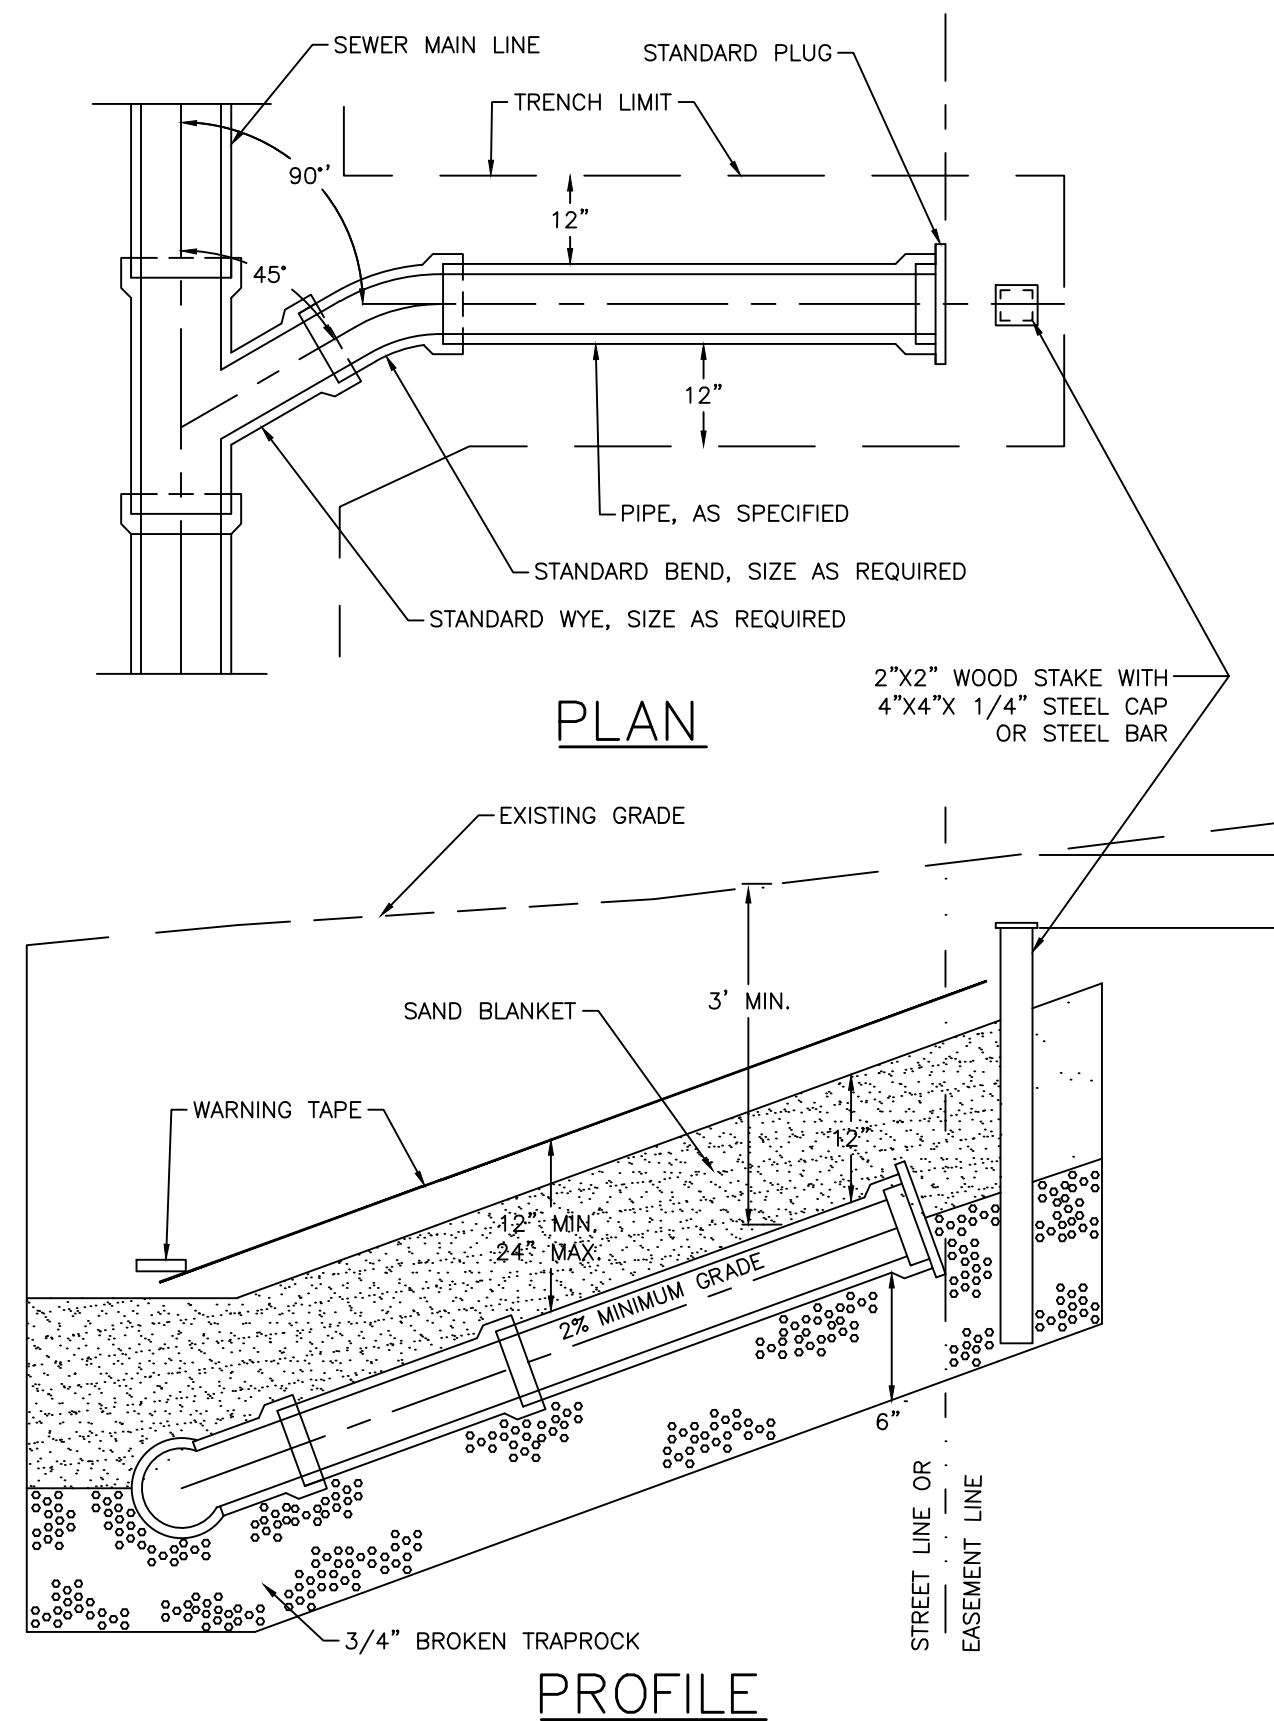 SEWER MAIN LINE
STANDARD PLUG
TRENCH LIMIT
90°'
12"
45°
12"
PIPE, AS SPECIFIED
STANDARD BEND, SIZE AS REQUIRED
STANDARD WYE, SIZE AS REQUIRED
2"X2" WOOD STAKE WITH
4"X4"X 1/4" STEEL CAP
OR STEEL BAR
PLAN
EXISTING GRADE
3' MIN.
SAND BLANKET
WARNING TAPE
12"
12" MIN.
24" MAX
2% MINIMUM GRADE
6"
STREET LINE OR
EASEMENT LINE
3/4" BROKEN TRAPROCK
PROFILE